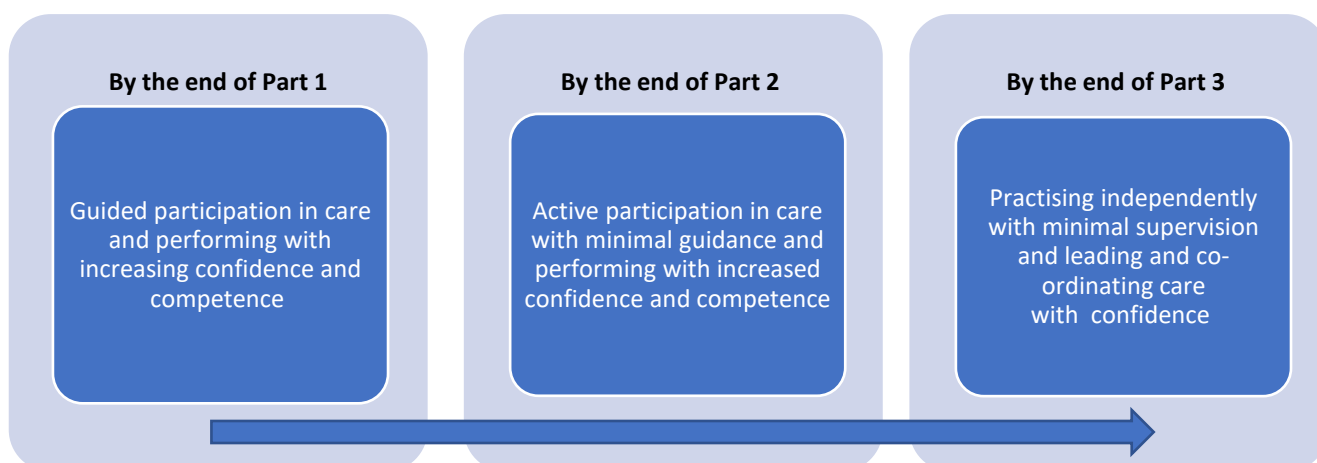 By the end of Part 1
Guided participation in care
and performing with
increasing confidence and
competence
By the end of Part 2
Active participation in care
with minimal guidance and
performing with increased
confidence and competence
By the end of Part 3
Practising independently
with minimal supervision
and leading and co-
ordinating care
with  confidence